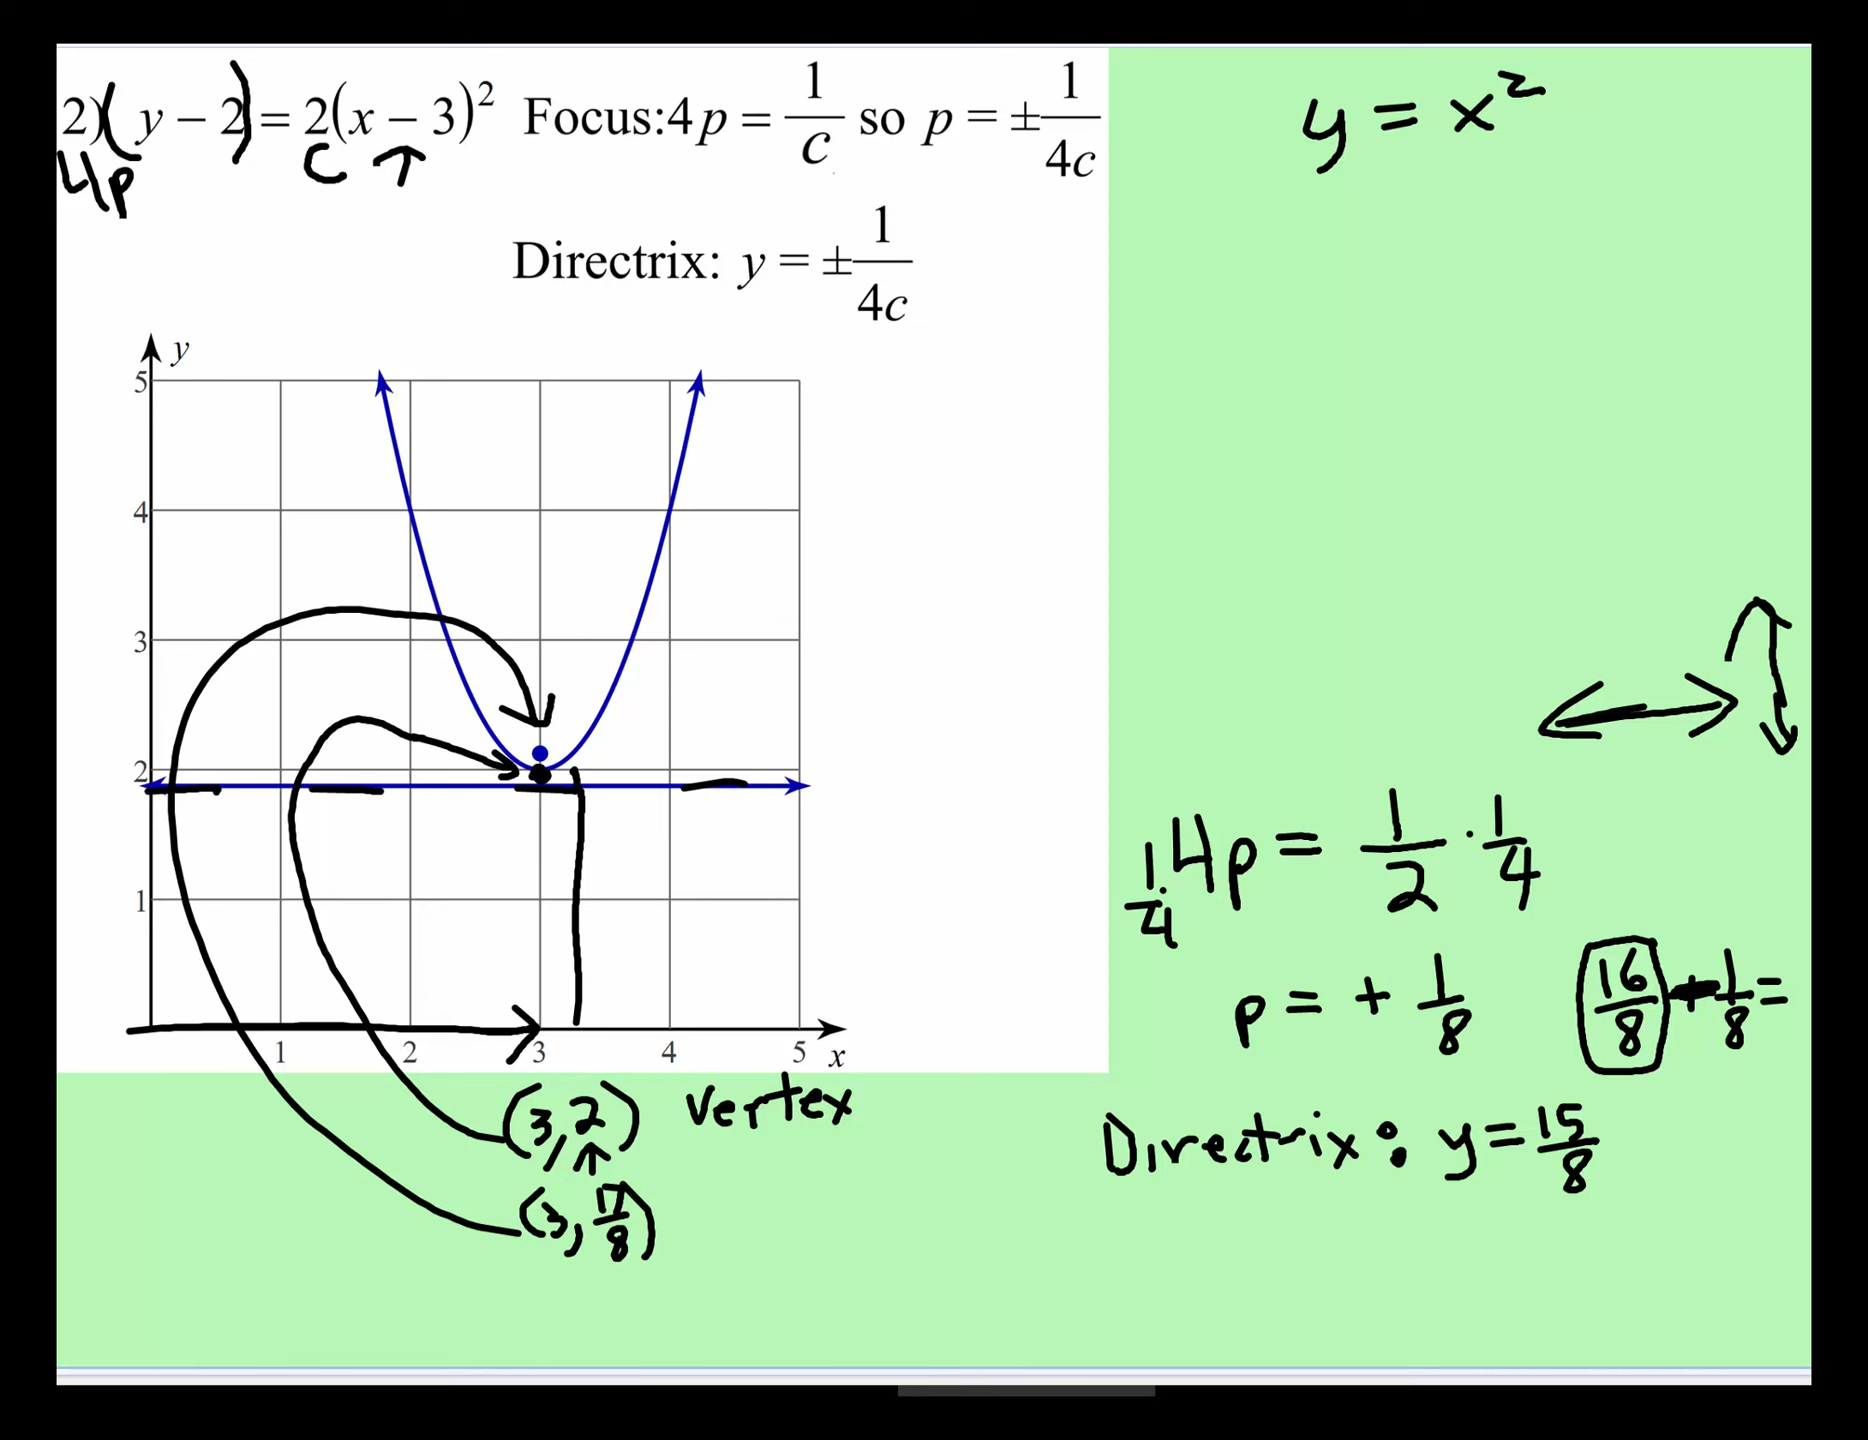 2)(y − 2) = 2(x − 3)² Focus:4p = 1/c so p = ±1/4c
4p C ↑
Directrix: y = ±1/4c
y = x²
y
5
4
3
2
1
1 2 3 4 5 x
(3,2) vertex
(3, 17/8)
1/4 · 4p = 1/2 · 1/4
p = + 1/8
16/8 + 1/8 =
Directrix: y = 15/8